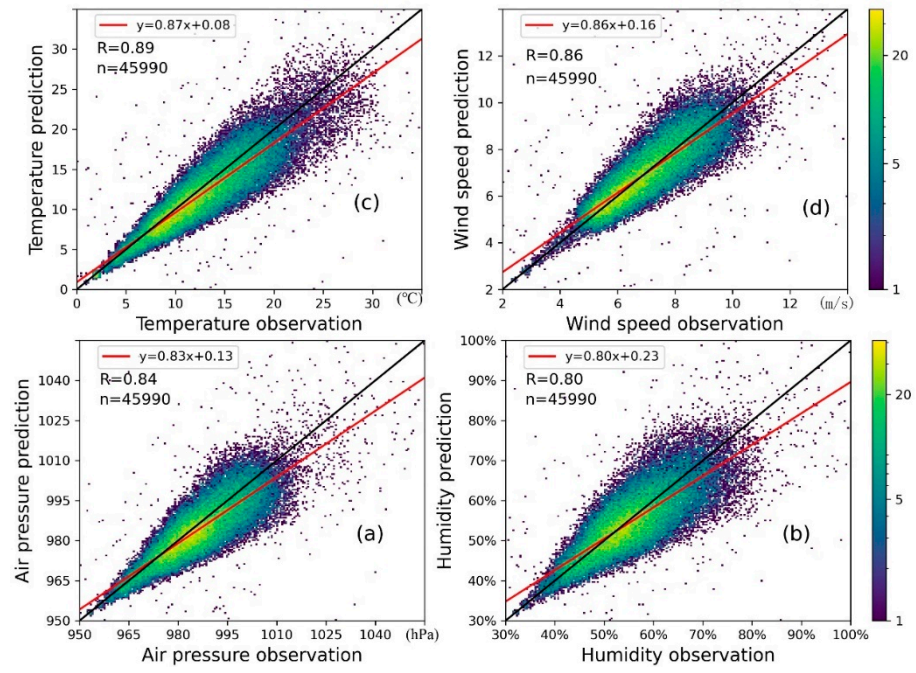 y=0.87x+0.08
R=0.89
n=45990
(c)
Temperature prediction
30
25
20
15
10
5
0
0 5 10 15 20 25 30 (℃)
Temperature observation
y=0.86x+0.16
R=0.86
n=45990
(d)
Wind speed prediction
12
10
8
6
4
2
2 4 6 8 10 12 (m/s)
Wind speed observation
20
5
1
y=0.83x+0.13
R=0.84
n=45990
(a)
Air pressure prediction
1040
1025
1010
995
980
965
950
950 965 980 995 1010 1025 1040 (hPa)
Air pressure observation
y=0.80x+0.23
R=0.80
n=45990
(b)
Humidity prediction
100%
90%
80%
70%
60%
50%
40%
30%
30% 40% 50% 60% 70% 80% 90% 100%
Humidity observation
20
5
1